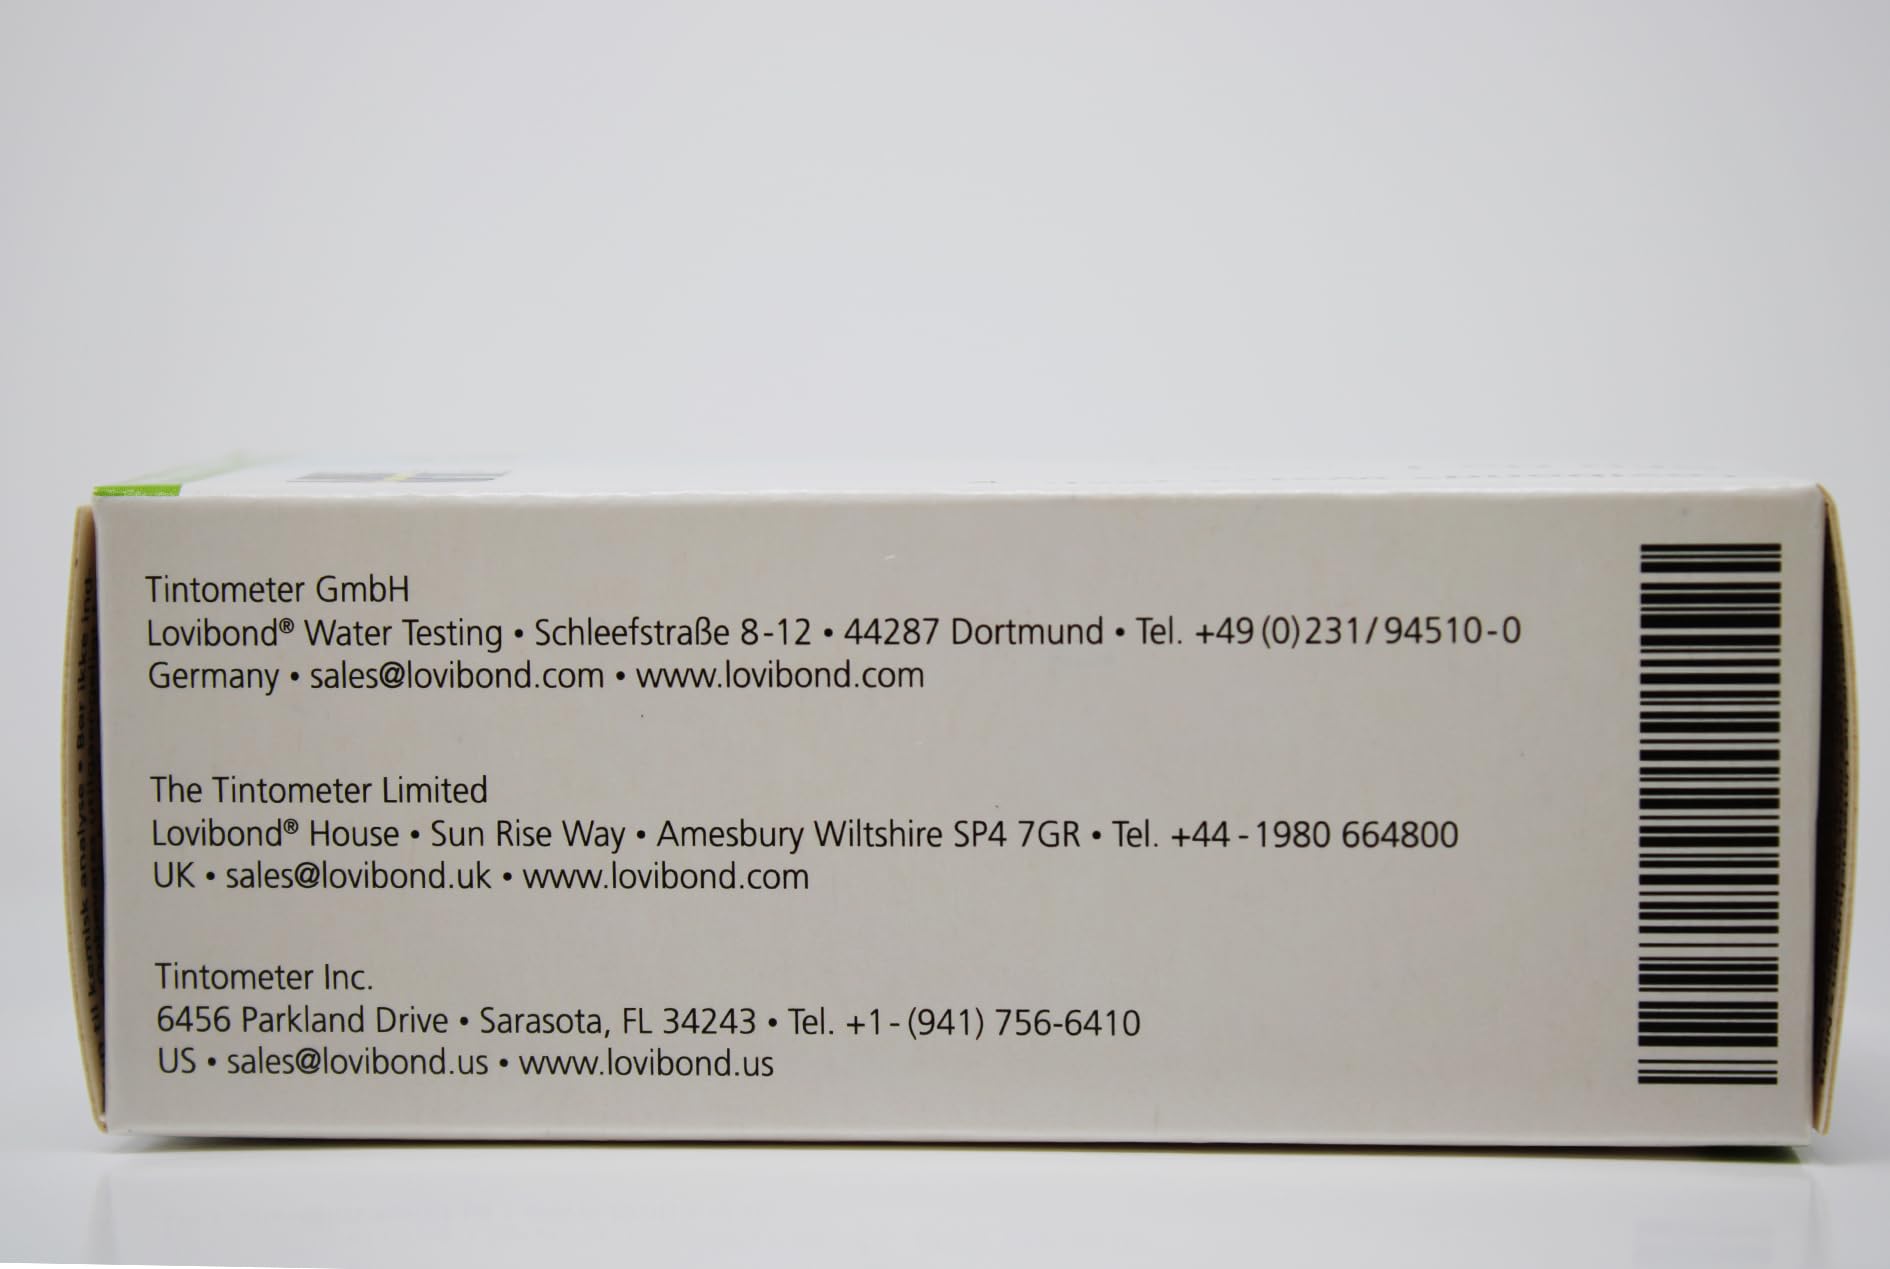 Tintometer GmbH
Lovibond® Water Testing • Schleefstraße 8-12 • 44287 Dortmund • Tel. +49 (0) 231 / 94510-0
Germany • sales@lovibond.com • www.lovibond.com
The Tintometer Limited
Lovibond® House • Sun Rise Way • Amesbury Wiltshire SP4 7GR • Tel. +44 - 1980 664800
UK • sales@lovibond.uk • www.lovibond.com
Tintometer Inc.
6456 Parkland Drive • Sarasota, FL 34243 • Tel. +1 - (941) 756-6410
US • sales@lovibond.us • www.lovibond.us